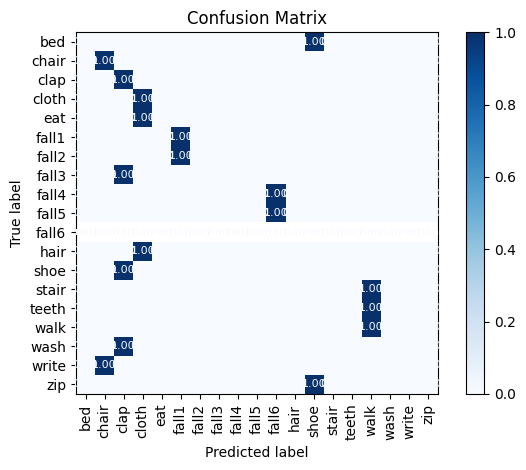 Confusion Matrix
bed 1.00
chair 1.00
clap 1.00
cloth 1.00
eat 1.00
fall1 1.00
fall2 1.00
fall3 1.00
fall4 1.00
fall5 1.00
fall6
hair 1.00
shoe 1.00
stair 1.00
teeth 1.00
walk 1.00
wash 1.00
write 1.00
zip 1.00
True label
bed chair clap cloth eat fall1 fall2 fall3 fall4 fall5 fall6 hair shoe stair teeth walk wash write zip
Predicted label
1.0
0.8
0.6
0.4
0.2
0.0